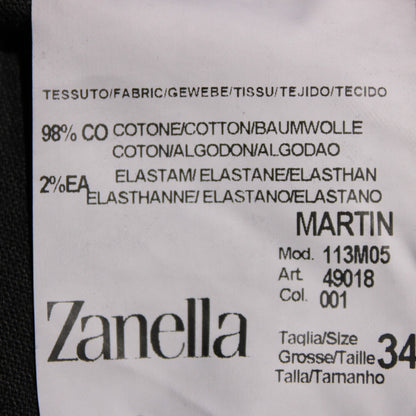 TESSUTO/FABRIC/GEWEBE/TISSU/TEJIDO/TECIDO
98% CO COTONE/COTTON/BAUMWOLLE
COTON/ALGODON/ALGODAO
2%EA ELASTAM/ ELASTANE/ELASTHAN
ELASTHANNE/ ELASTANO/ELASTANO
MARTIN
Mod. 113M05
Art. 49018
Col. 001
Zanella
Taglia/Size
Grosse/Taille 34
Talla/Tamanho